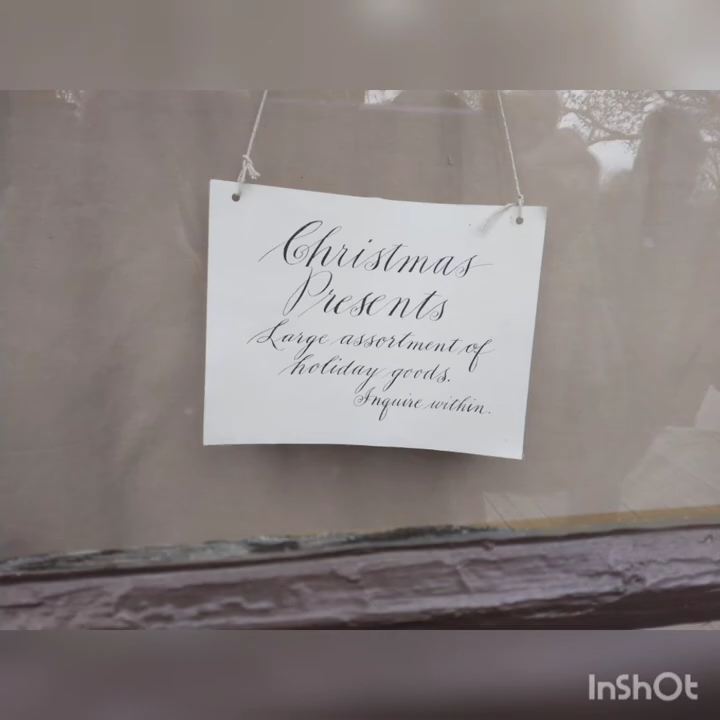 Christmas
Presents
Large assortment of
holiday goods.
Inquire within.
InShOt